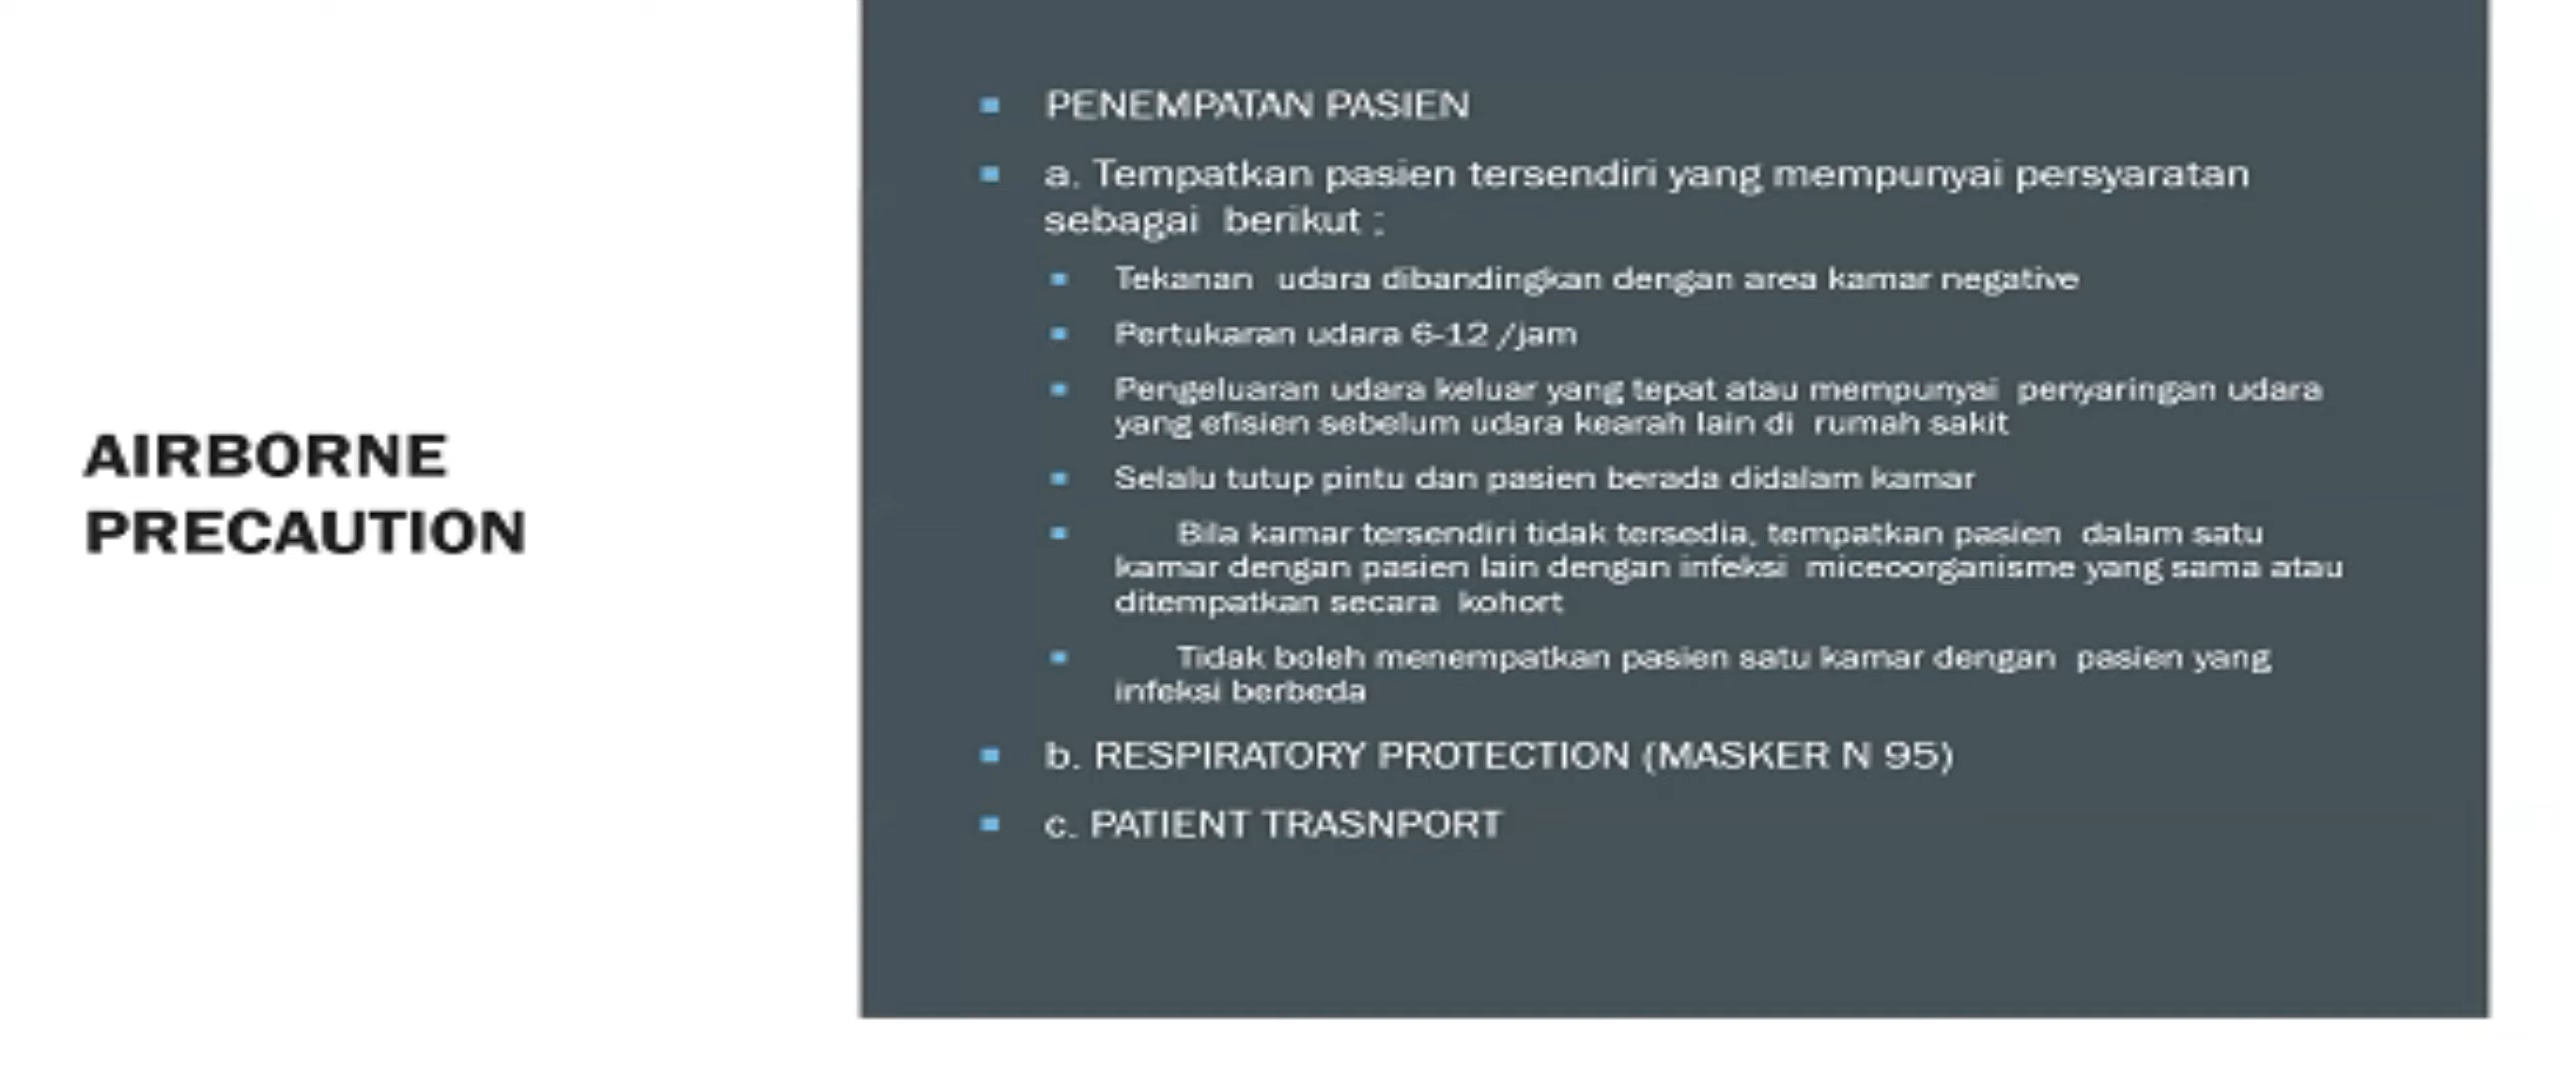 AIRBORNE
PRECAUTION
PENEMPATAN PASIEN
a. Tempatkan pasien tersendiri yang mempunyai persyaratan
sebagai berikut :
Tekanan udara dibandingkan dengan area kamar negative
Pertukaran udara 6-12 /jam
Pengeluaran udara keluar yang tepat atau mempunyai penyaringan udara
yang efisien sebelum udara kearah lain di rumah sakit
Selalu tutup pintu dan pasien berada didalam kamar
Bila kamar tersendiri tidak tersedia, tempatkan pasien dalam satu
kamar dengan pasien lain dengan infeksi miceoorganisme yang sama atau
ditempatkan secara kohort
Tidak boleh menempatkan pasien satu kamar dengan pasien yang
infeksi berbeda
b. RESPIRATORY PROTECTION (MASKER N 95)
c. PATIENT TRASNPORT